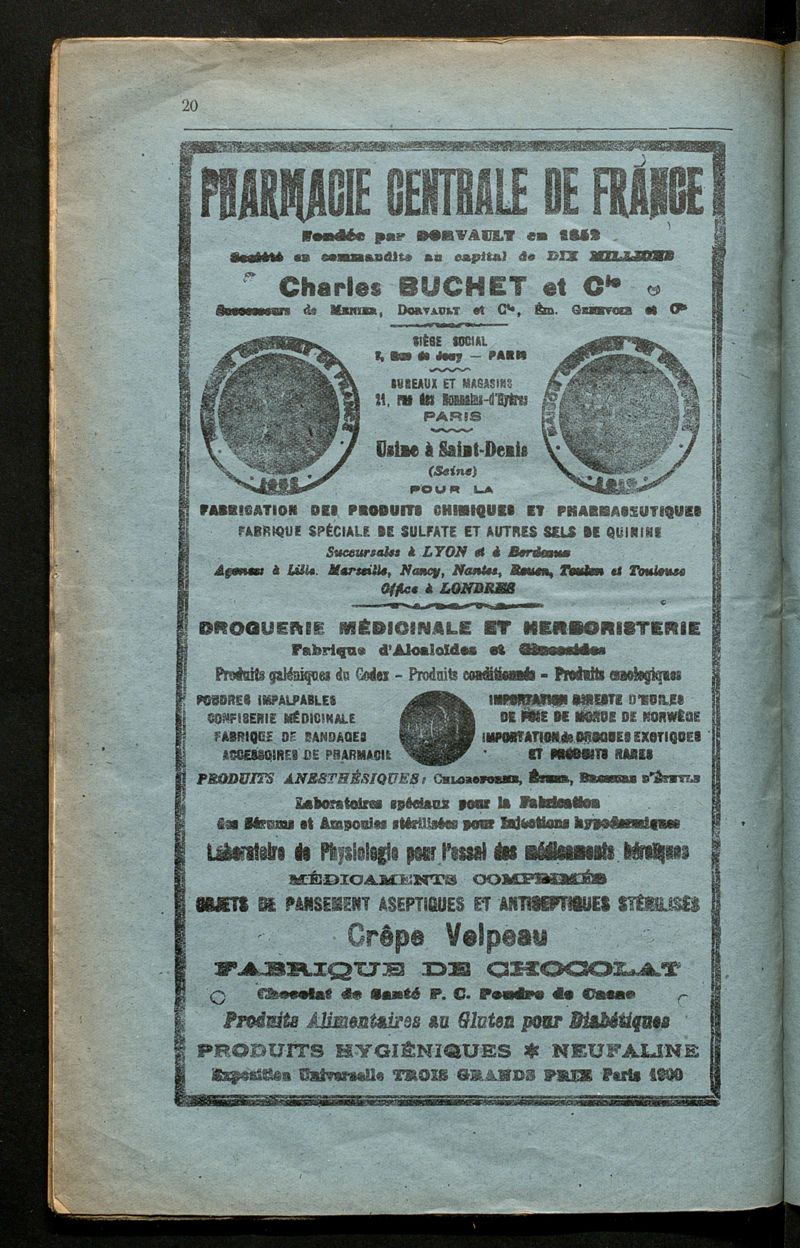 20
PHARMACIE CENTRALE DE FRANCE
Fondée par DORVAULT en 1852
Société en commandite au capital de DIX MILLIONS
Charles BUCHET et Cie
Successeurs de MENIER, DORVAULT et Cie, Ém. GENEVOIX et Cie
SIÈGE SOCIAL
7, Rue de Jouy — PARIS
BUREAUX ET MAGASINS
21, rue des Nonnains-d'Hyères
PARIS
Usine à Saint-Denis
(Seine)
POUR LA
FABRICATION DES PRODUITS CHIMIQUES ET PHARMACEUTIQUES
FABRIQUE SPÉCIALE DE SULFATE ET AUTRES SELS DE QUININE
Succursales à LYON et à Bordeaux
Agences à Lille, Marseille, Nancy, Nantes, Rouen, Toulon et Toulouse
Office à LONDRES
DROGUERIE MÉDICINALE ET HERBORISTERIE
Fabrique d'Alcaloïdes et Glucosides
Produits galéniques du Codex - Produits conditionnés - Produits œnologiques
POUDRES IMPALPABLES
CONFISERIE MÉDICINALE
FABRIQUE DE BANDAGES
ACCESSOIRES DE PHARMACIE
IMPORTATION DIRECTE D'HUILES
DE FOIE DE MORUE DE NORWÈGE
IMPORTATION de DROGUES EXOTIQUES
ET PRODUITS RARES
PRODUITS ANESTHÉSIQUES: CHLOROFORME, ÉTHER, BROMURE D'ÉTHYLE
Laboratoires spéciaux pour la Fabrication
des Sérums et Ampoules stérilisées pour Injections hypodermiques
Laboratoire de Physiologie pour l'essai des médicaments héroïques
MÉDICAMENTS COMPRIMÉS
OBJETS DE PANSEMENT ASEPTIQUES ET ANTISEPTIQUES STÉRILISÉS
Crêpe Velpeau
FABRIQUE DE CHOCOLAT
Chocolat de Santé P. C. Poudre de Cacao
Produits Alimentaires au Gluten pour Diabétiques
PRODUITS HYGIÉNIQUES * NEUFALINE
Exposition Universelle TROIS GRANDS PRIX Paris 1900